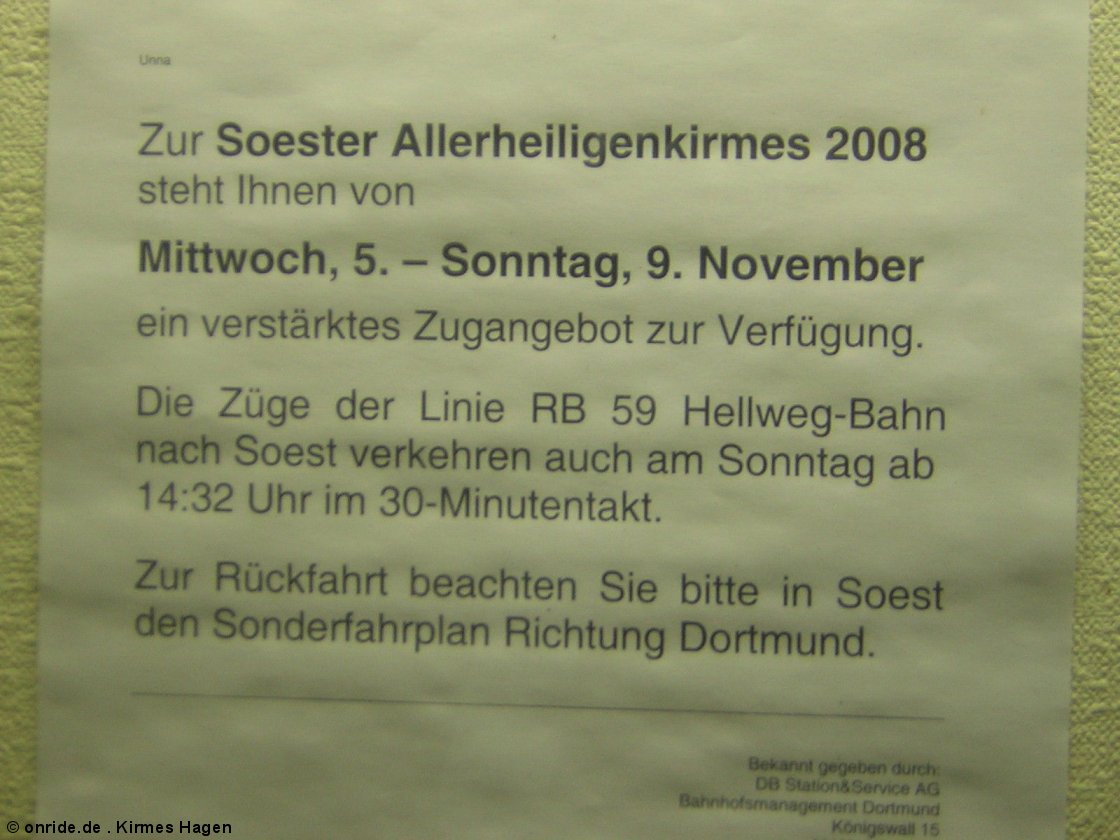 Unna
Zur Soester Allerheiligenkirmes 2008
steht Ihnen von
Mittwoch, 5. – Sonntag, 9. November
ein verstärktes Zugangebot zur Verfügung.
Die Züge der Linie RB 59 Hellweg-Bahn
nach Soest verkehren auch am Sonntag ab
14:32 Uhr im 30-Minutentakt.
Zur Rückfahrt beachten Sie bitte in Soest
den Sonderfahrplan Richtung Dortmund.
Bekannt gegeben durch:
DB Station&Service AG
Bahnhofsmanagement Dortmund
Königswall 15
© onride.de . Kirmes Hagen